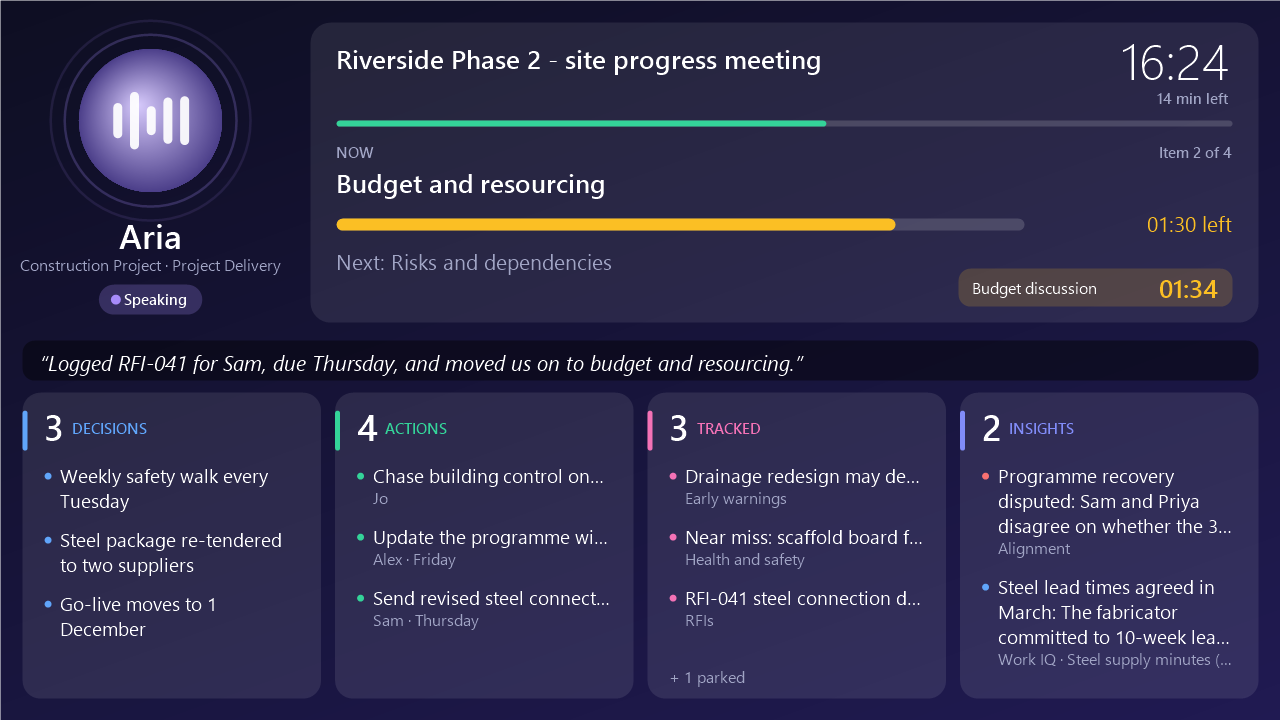 Aria
Construction Project · Project Delivery
Speaking
Riverside Phase 2 - site progress meeting
16:24
14 min left
NOW
Item 2 of 4
Budget and resourcing
01:30 left
Next: Risks and dependencies
Budget discussion
01:34
“Logged RFI-041 for Sam, due Thursday, and moved us on to budget and resourcing.”
3 DECISIONS
Weekly safety walk every
Tuesday
Steel package re-tendered
to two suppliers
Go-live moves to 1
December
4 ACTIONS
Chase building control on...
Jo
Update the programme wi...
Alex · Friday
Send revised steel connect...
Sam · Thursday
3 TRACKED
Drainage redesign may de...
Early warnings
Near miss: scaffold board f...
Health and safety
RFI-041 steel connection d...
RFIs
+ 1 parked
2 INSIGHTS
Programme recovery
disputed: Sam and Priya
disagree on whether the 3...
Alignment
Steel lead times agreed in
March: The fabricator
committed to 10-week lea...
Work IQ · Steel supply minutes (...